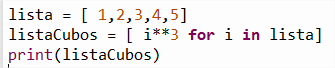 lista = [ 1,2,3,4,5]
listaCubos = [ i**3 for i in lista]
print(listaCubos)